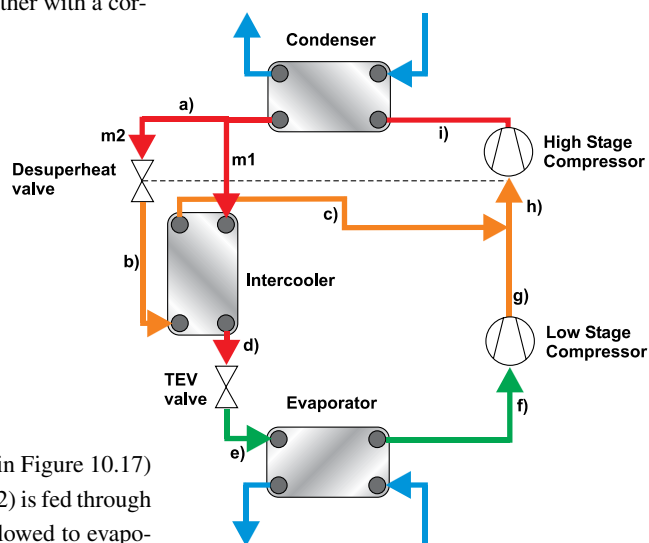 ther with a cor-
Condenser
a)
m2
m1
i)
Desuperheat
valve
High Stage
Compressor
c)
h)
b)
Intercooler
g)
d)
Low Stage
Compressor
TEV
valve
Evaporator
f)
e)
in Figure 10.17)
2) is fed through
lowed to evapo-